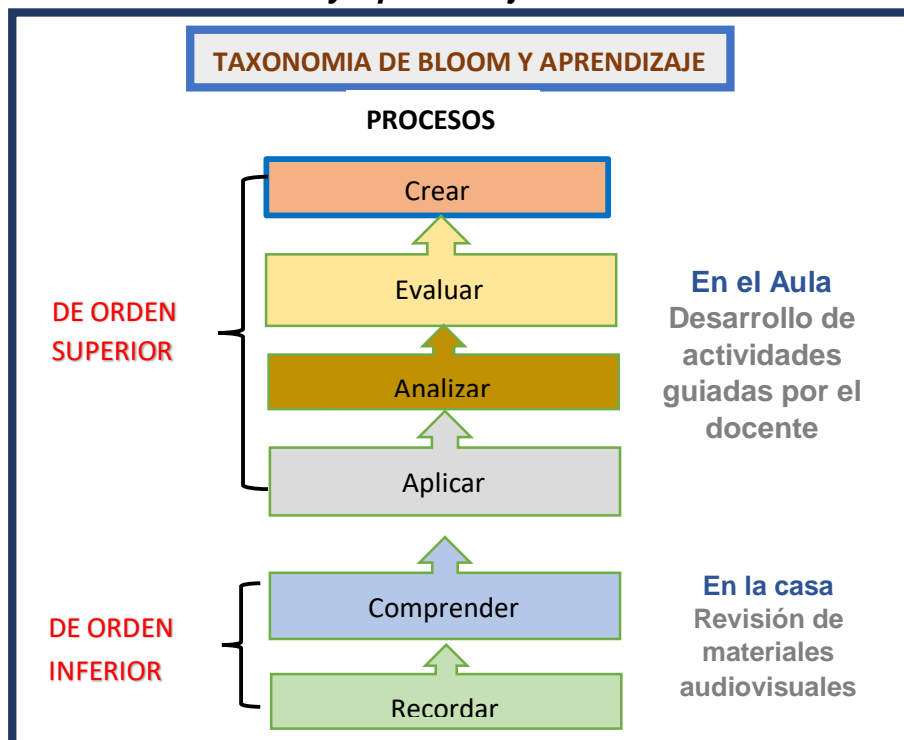 TAXONOMIA DE BLOOM Y APRENDIZAJE
PROCESOS
Crear
Evaluar
Analizar
Aplicar
Comprender
Recordar
DE ORDEN
SUPERIOR
DE ORDEN
INFERIOR
En el Aula
Desarrollo de
actividades
guiadas por el
docente
En la casa
Revisión de
materiales
audiovisuales